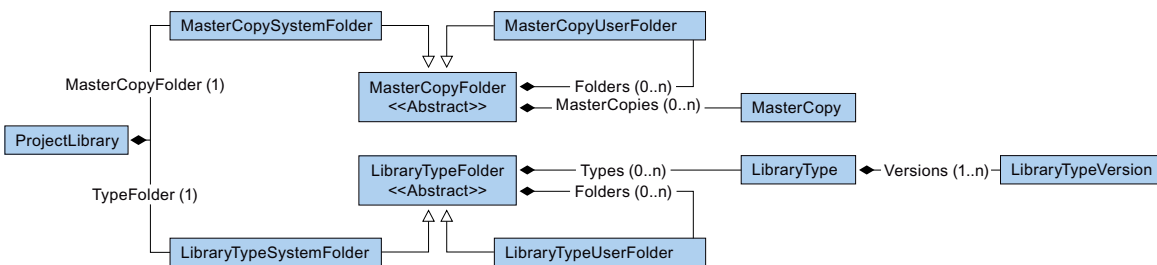 MasterCopySystemFolder
MasterCopyUserFolder
MasterCopyFolder (1)
MasterCopyFolder
<<Abstract>>
Folders (0..n)
MasterCopies (0..n)
MasterCopy
ProjectLibrary
LibraryTypeFolder
<<Abstract>>
Types (0..n)
Folders (0..n)
LibraryType
Versions (1..n)
LibraryTypeVersion
TypeFolder (1)
LibraryTypeSystemFolder
LibraryTypeUserFolder